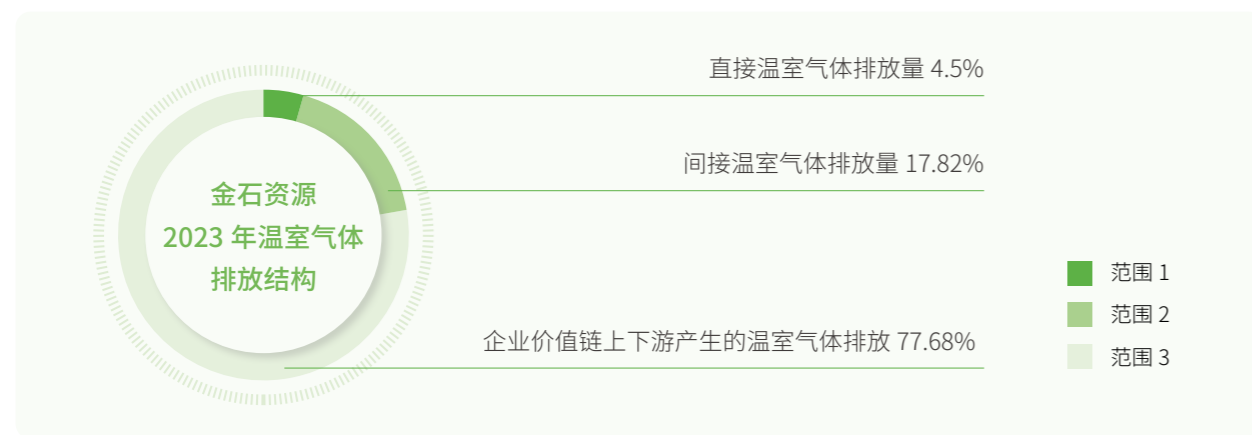 直接温室气体排放量 4.5%
间接温室气体排放量 17.82%
金石资源
2023 年温室气体
排放结构
企业价值链上下游产生的温室气体排放 77.68%
范围 1
范围 2
范围 3